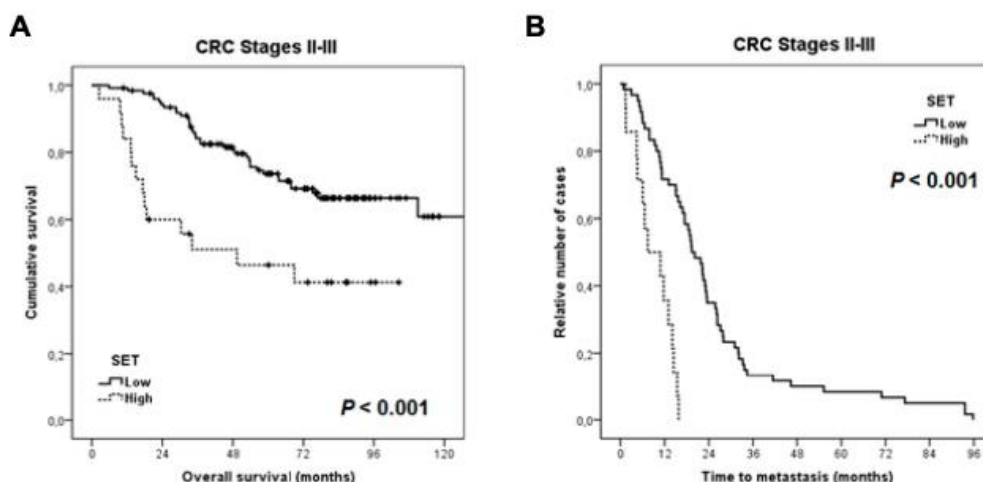 A
CRC Stages II-III
1,0
0,8
0,6
0,4
0,2
0,0
Cumulative survival
SET
Low
High
P < 0.001
0 24 48 72 96 120
Overall survival (months)
B
CRC Stages II-III
1,0
0,8
0,6
0,4
0,2
0,0
Relative number of cases
SET
Low
High
P < 0.001
0 12 24 36 48 60 72 84 96
Time to metastasis (months)